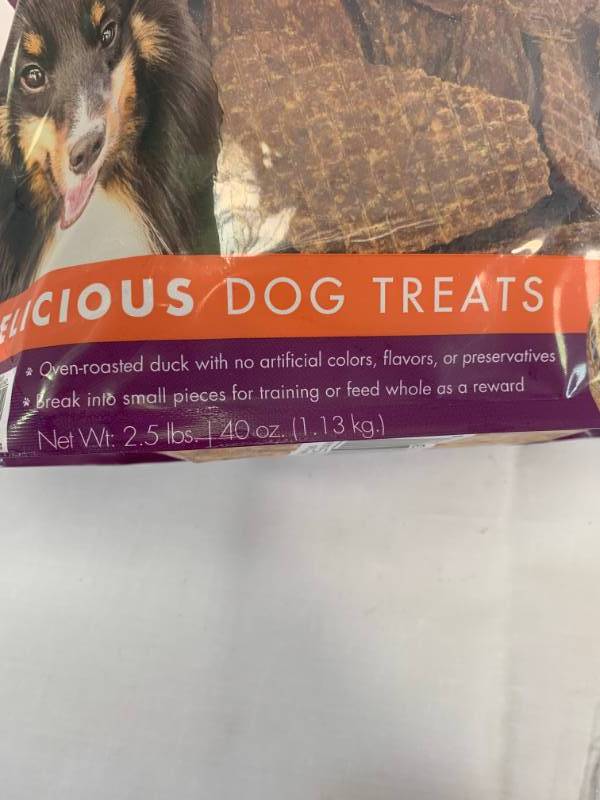 ELICIOUS DOG TREATS
* Oven-roasted duck with no artificial colors, flavors, or preservatives
* Break into small pieces for training or feed whole as a reward
Net Wt: 2.5 lbs. | 40 oz. (1.13 kg.)